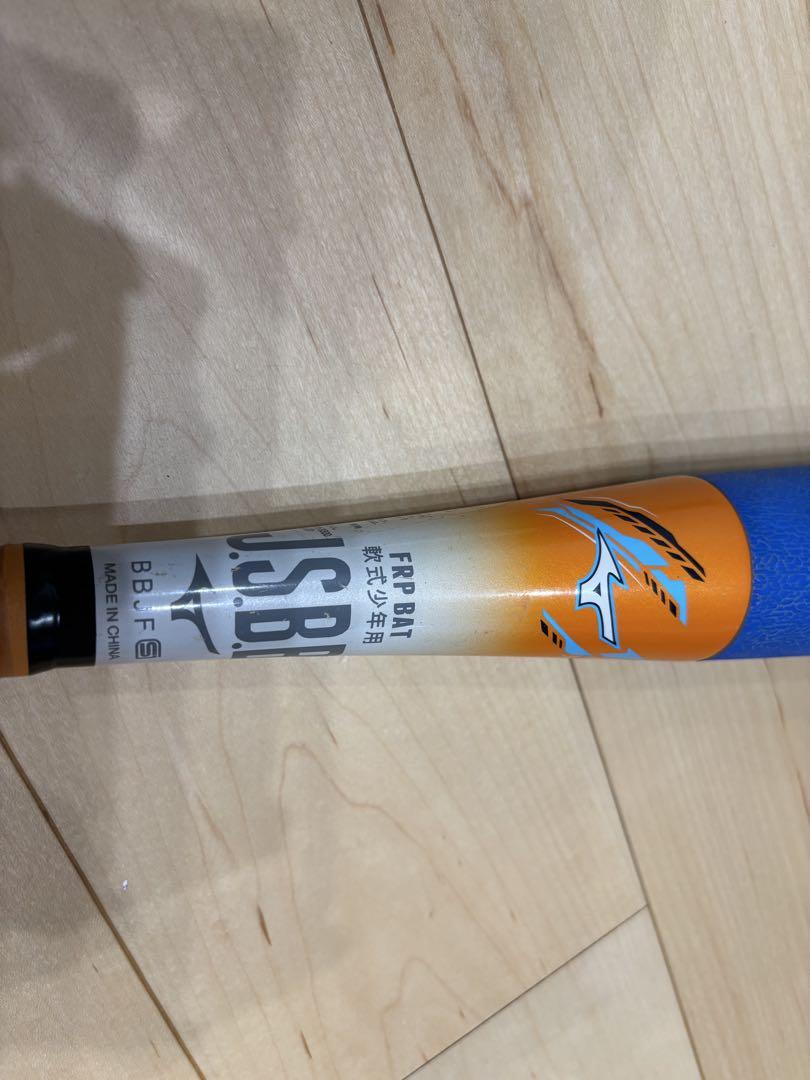 FRP BAT
軟式少年用
J.S.B.B
BBJF S
MADE IN CHINA